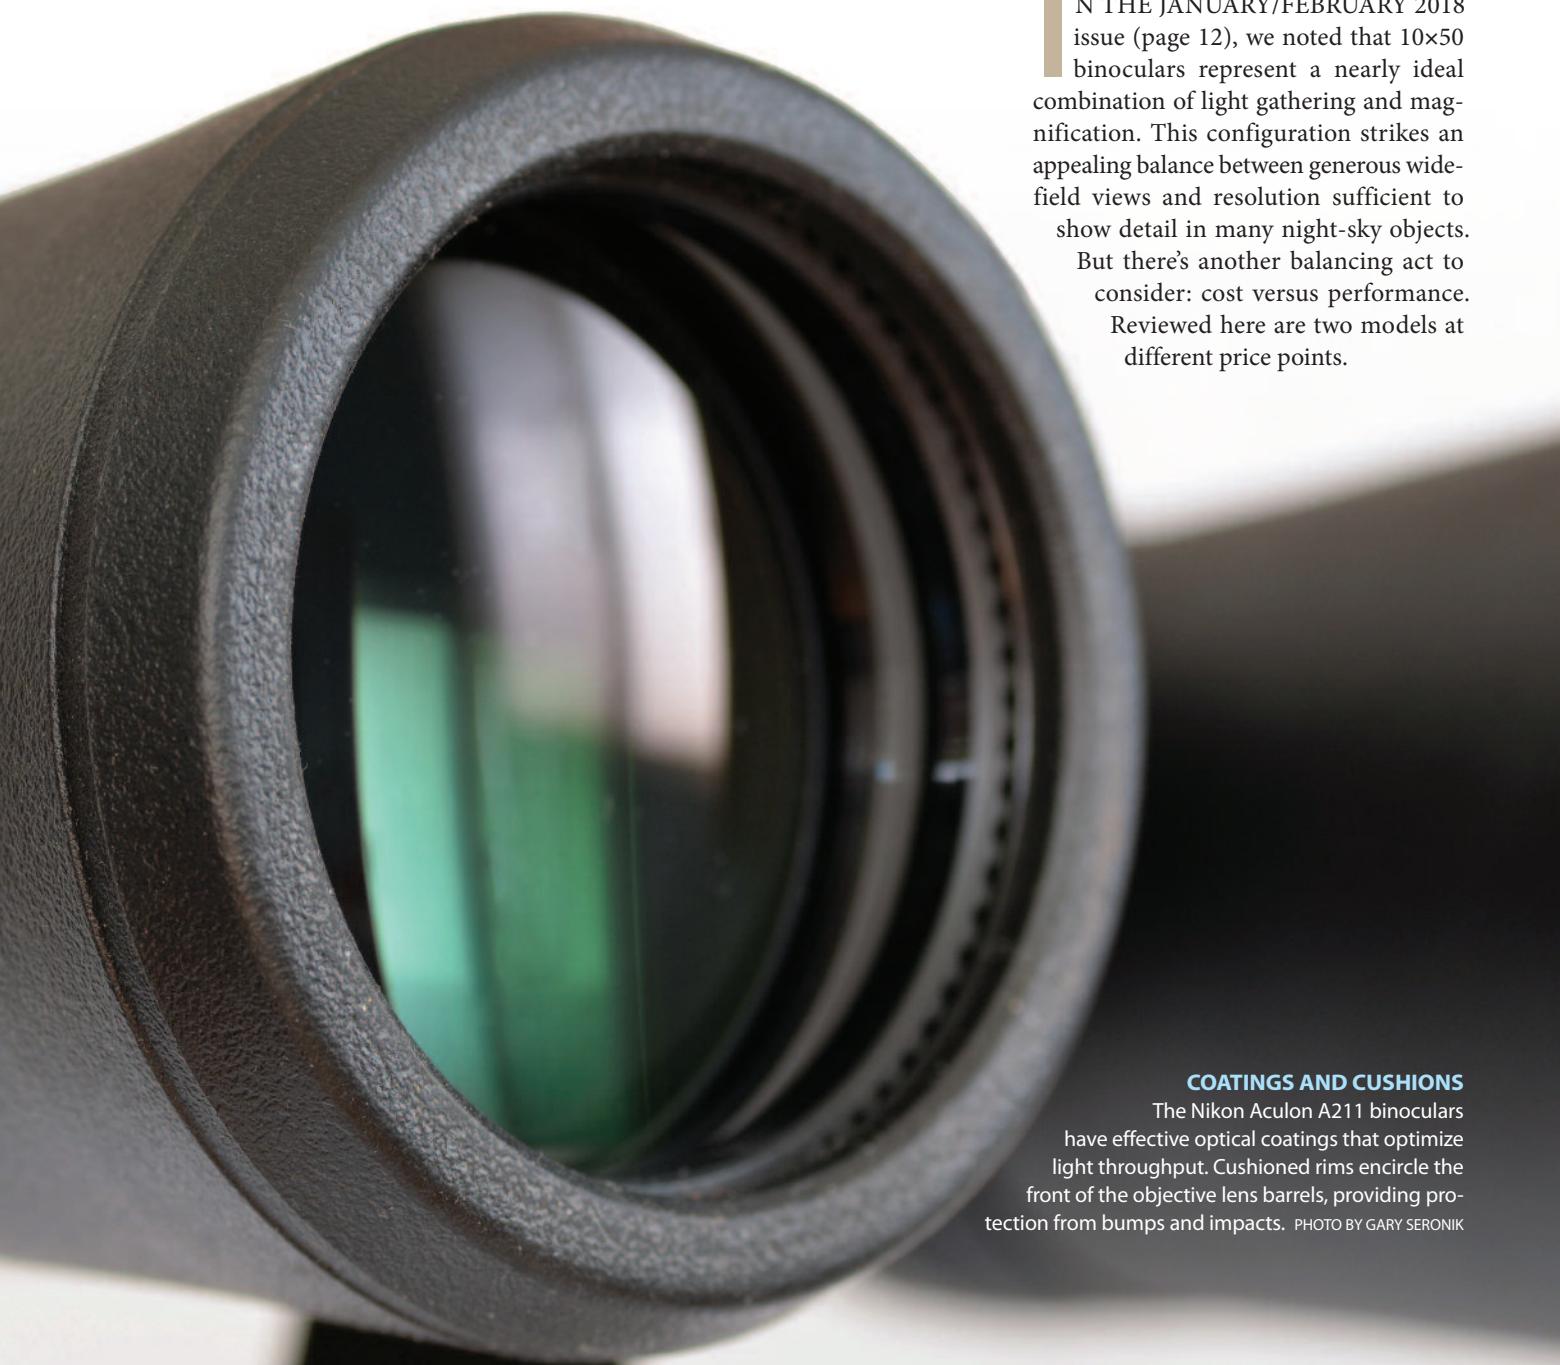 IN THE JANUARY/FEBRUARY 2018
issue (page 12), we noted that 10×50
binoculars represent a nearly ideal
combination of light gathering and mag-
nification. This configuration strikes an
appealing balance between generous wide-
field views and resolution sufficient to
show detail in many night-sky objects.
But there’s another balancing act to
consider: cost versus performance.
Reviewed here are two models at
different price points.
COATINGS AND CUSHIONS
The Nikon Aculon A211 binoculars
have effective optical coatings that optimize
light throughput. Cushioned rims encircle the
front of the objective lens barrels, providing pro-
tection from bumps and impacts. PHOTO BY GARY SERONIK